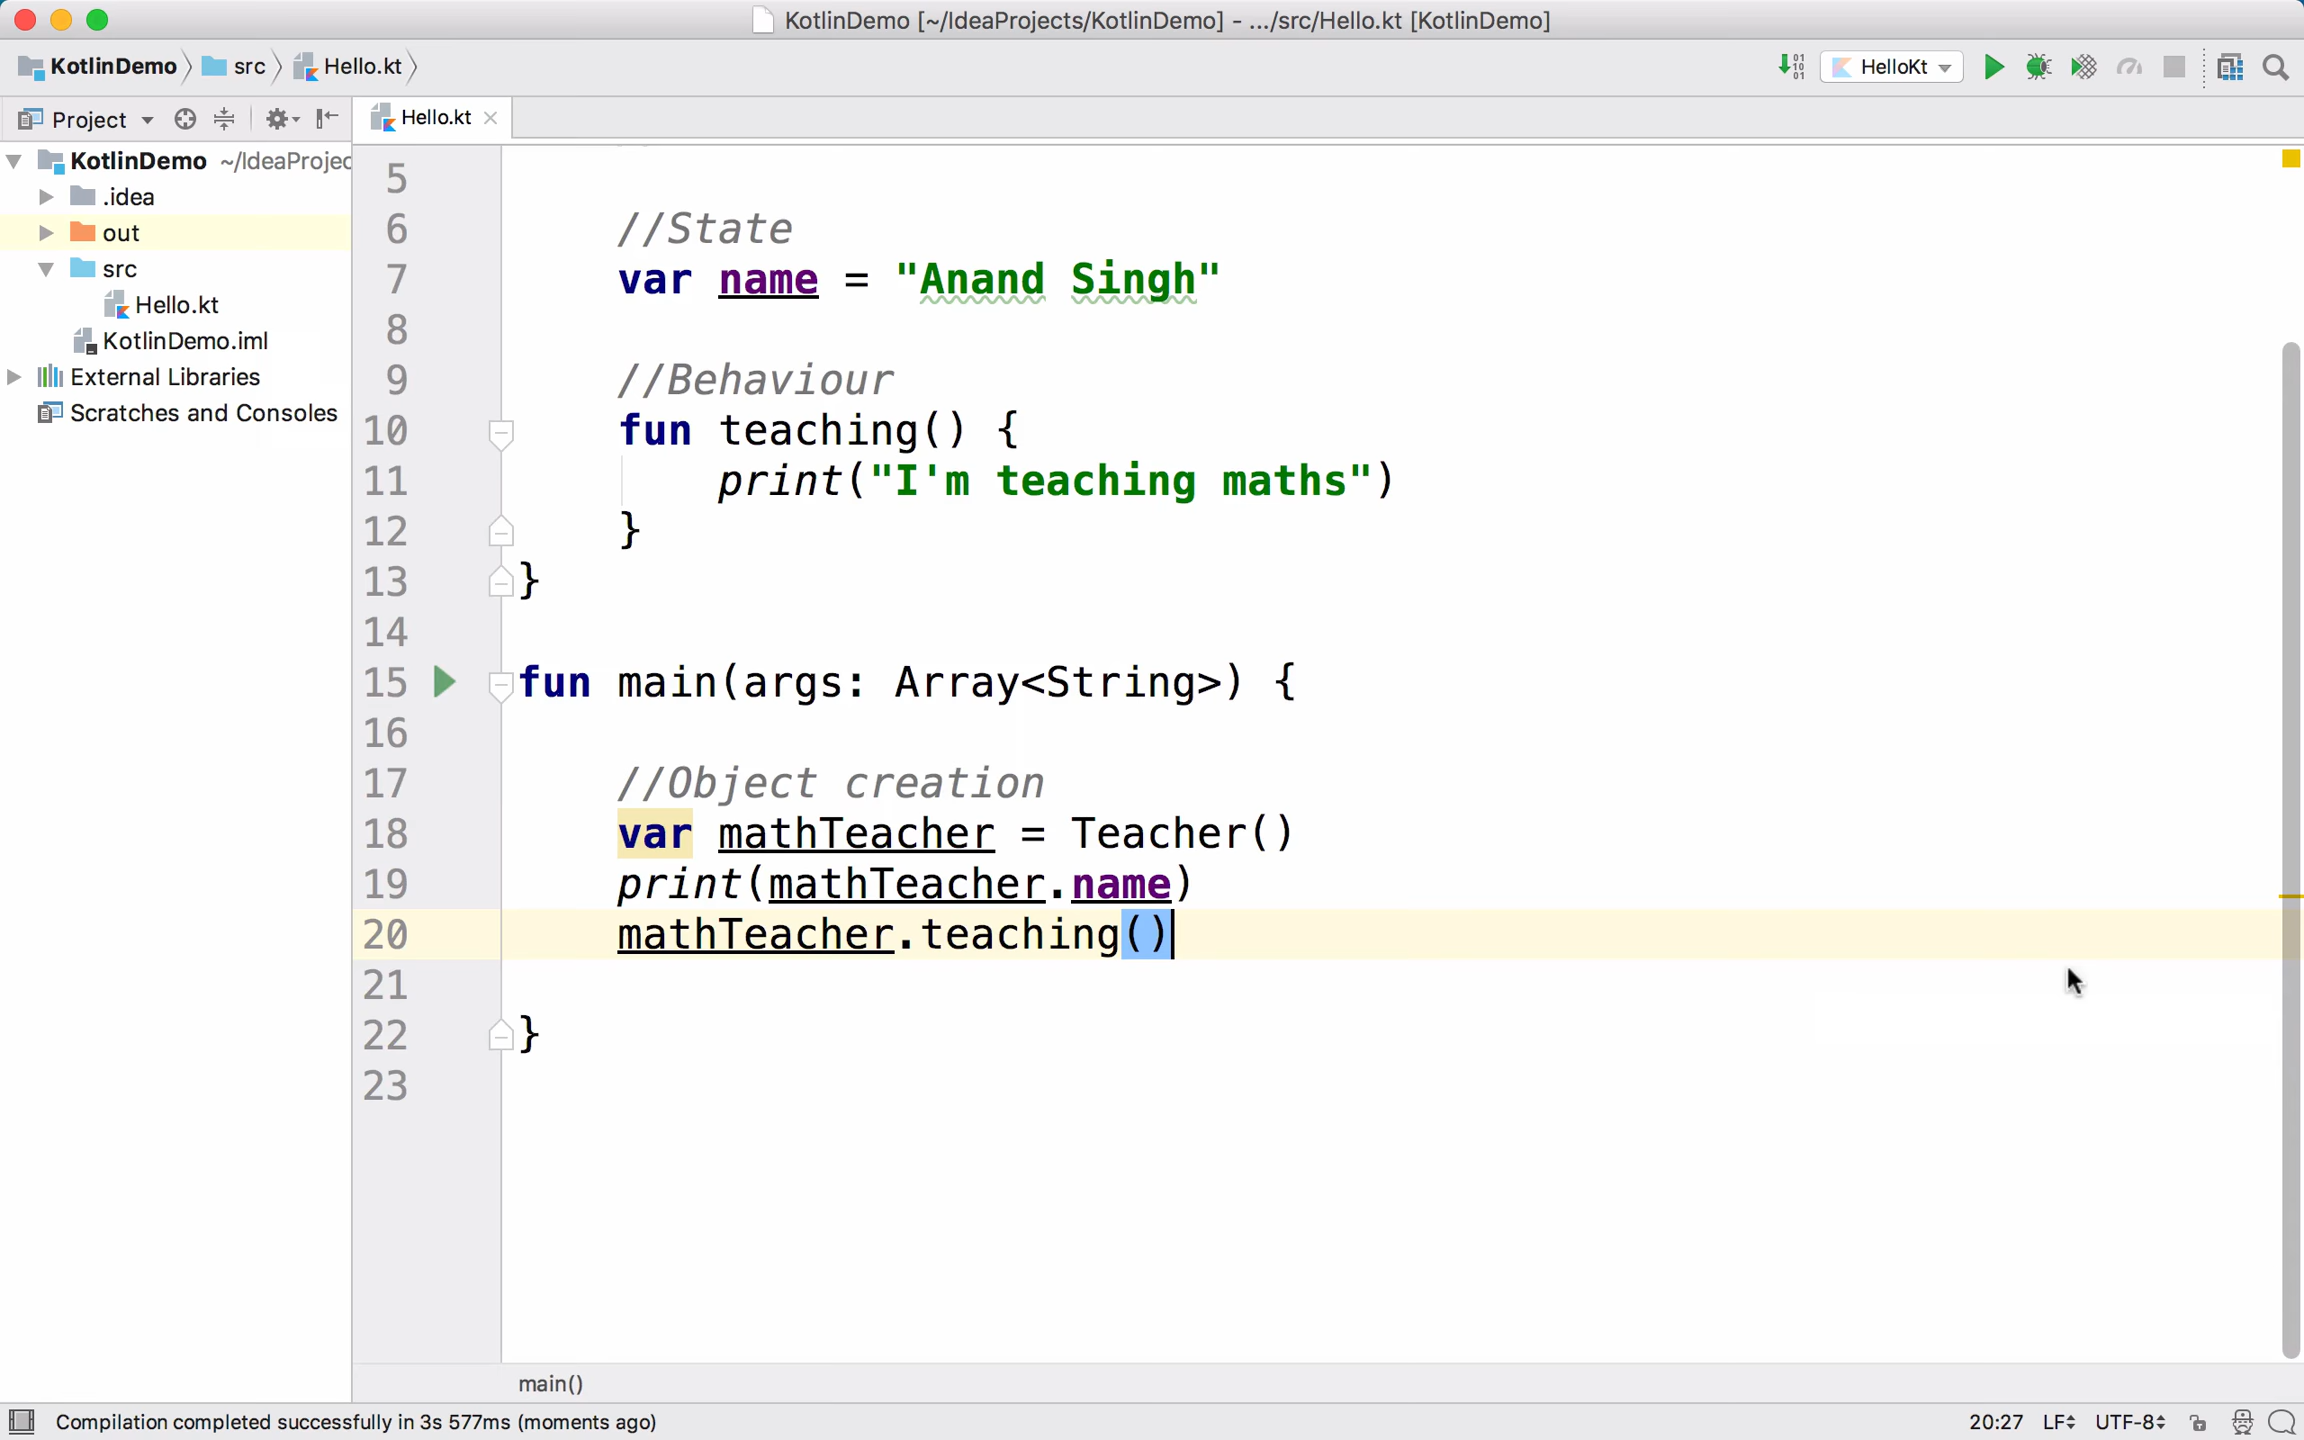 KotlinDemo [~/IdeaProjects/KotlinDemo] - .../src/Hello.kt [KotlinDemo]
KotlinDemo src Hello.kt
HelloKt
Project
Hello.kt
KotlinDemo ~/IdeaProjec
.idea
out
src
Hello.kt
KotlinDemo.iml
External Libraries
Scratches and Consoles
5
6 //State
7 var name = "Anand Singh"
8
9 //Behaviour
10 fun teaching() {
11 print("I'm teaching maths")
12 }
13 }
14
15 fun main(args: Array<String>) {
16
17 //Object creation
18 var mathTeacher = Teacher()
19 print(mathTeacher.name)
20 mathTeacher.teaching()
21
22 }
23
main()
Compilation completed successfully in 3s 577ms (moments ago)
20:27 LF UTF-8